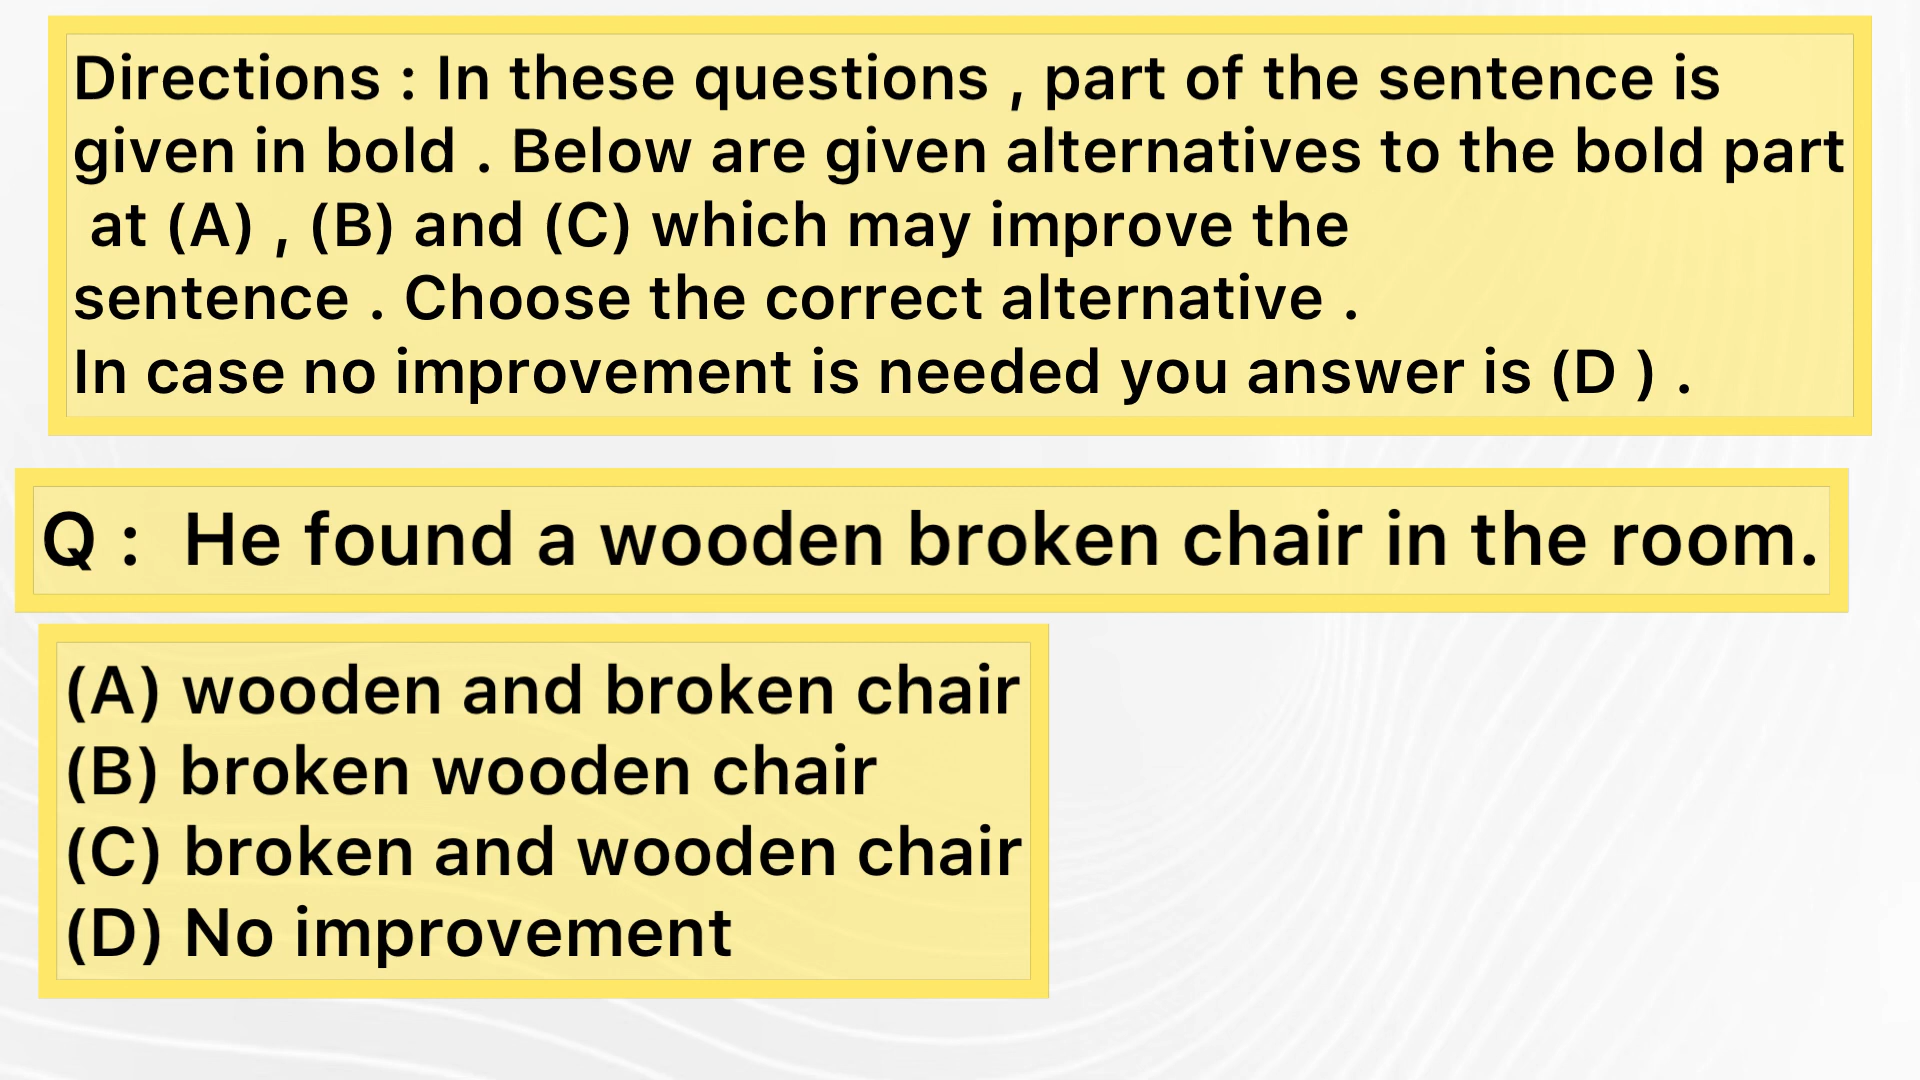 Directions : In these questions , part of the sentence is
given in bold . Below are given alternatives to the bold part
at (A) , (B) and (C) which may improve the
sentence . Choose the correct alternative .
In case no improvement is needed you answer is (D ) .
Q : He found a wooden broken chair in the room.
(A) wooden and broken chair
(B) broken wooden chair
(C) broken and wooden chair
(D) No improvement